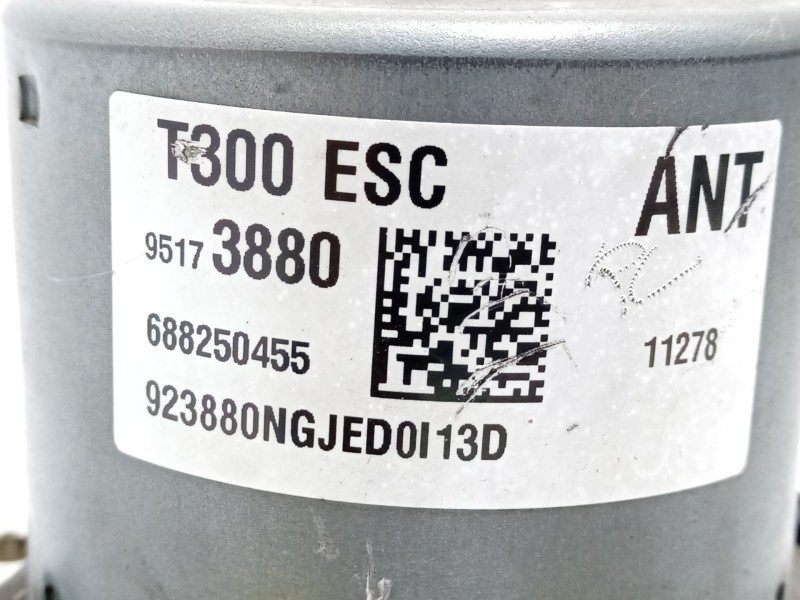 T300 ESC ANT
9517 3880
688250455 11278
923880NGJED0I13D